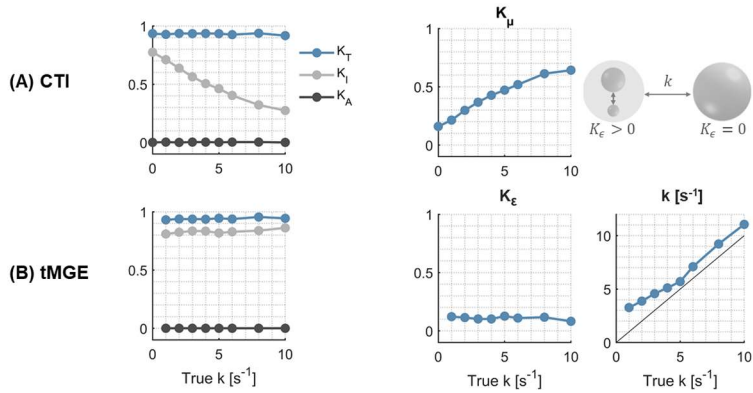 (A) CTI
1
0.5
0
0
5
10
K_T
K_I
K_A
K_μ
1
0.5
0
0
5
10
k
K_ϵ > 0
K_ϵ = 0
(B) tMGE
1
0.5
0
0
5
10
True k [s⁻¹]
K_ε
1
0.5
0
0
5
10
True k [s⁻¹]
k [s⁻¹]
10
5
0
0
5
10
True k [s⁻¹]